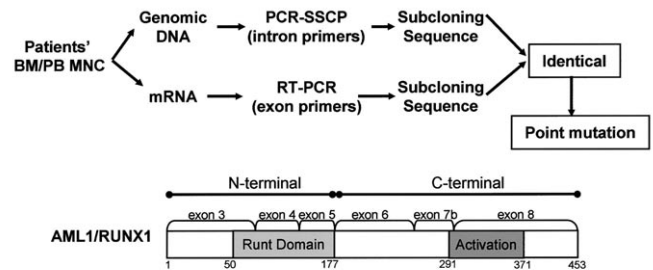 Patients'
BM/PB MNC
Genomic
DNA
PCR-SSCP
(intron primers)
Subcloning
Sequence
mRNA
RT-PCR
(exon primers)
Subcloning
Sequence
Identical
Point mutation
N-terminal C-terminal
exon 3 exon 4 exon 5 exon 6 exon 7b exon 8
AML1/RUNX1 Runt Domain Activation
1 50 177 291 371 453